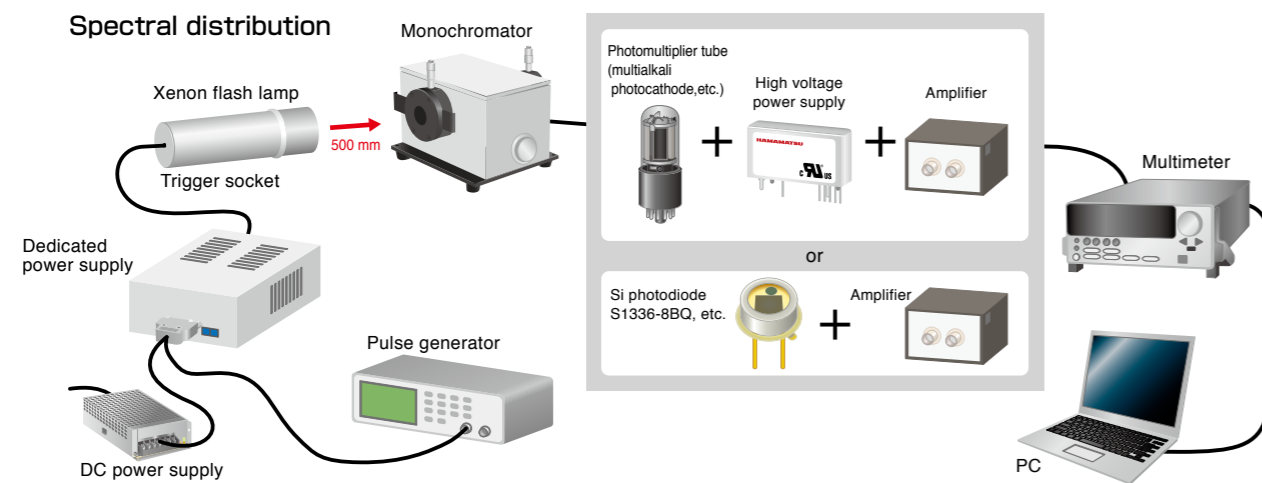 Spectral distribution
Monochromator
Xenon flash lamp
500 mm
Trigger socket
Dedicated
power supply
Pulse generator
DC power supply
Photomultiplier tube
(multialkali
photocathode,etc.)
High voltage
power supply
HAMAMATSU
c RU US
Amplifier
or
Si photodiode
S1336-8BQ, etc.
Amplifier
Multimeter
PC